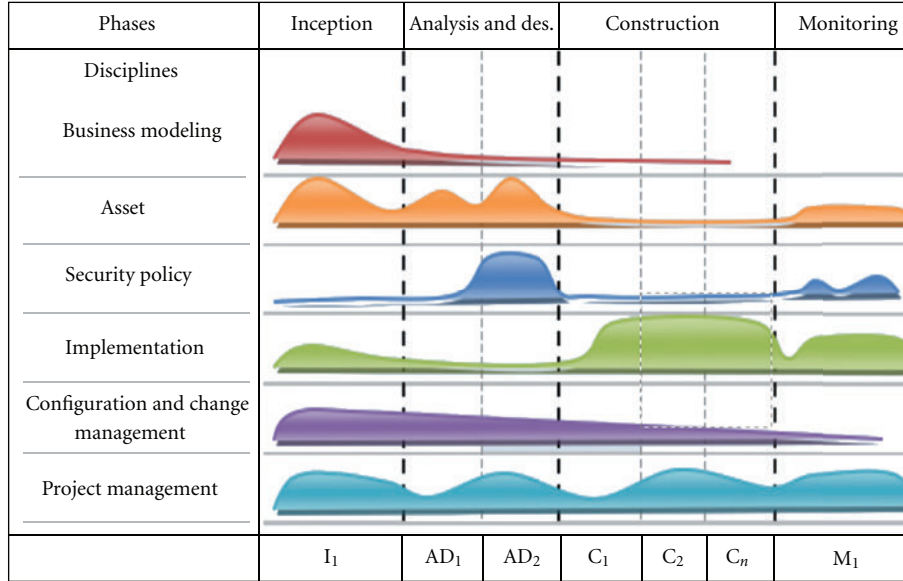 Phases Inception Analysis and des. Construction Monitoring
Disciplines
Business modeling
Asset
Security policy
Implementation
Configuration and change
management
Project management
I1 AD1 AD2 C1 C2 Cn M1